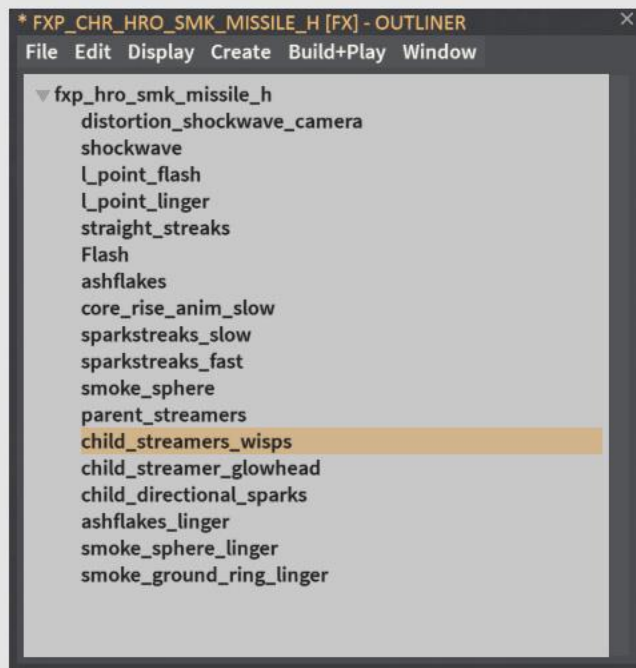 * FXP_CHR_HRO_SMK_MISSILE_H [FX] - OUTLINER
File Edit Display Create Build+Play Window
fxp_hro_smk_missile_h
distortion_shockwave_camera
shockwave
l_point_flash
l_point_linger
straight_streaks
Flash
ashflakes
core_rise_anim_slow
sparkstreaks_slow
sparkstreaks_fast
smoke_sphere
parent_streamers
child_streamers_wisps
child_streamer_glowhead
child_directional_sparks
ashflakes_linger
smoke_sphere_linger
smoke_ground_ring_linger